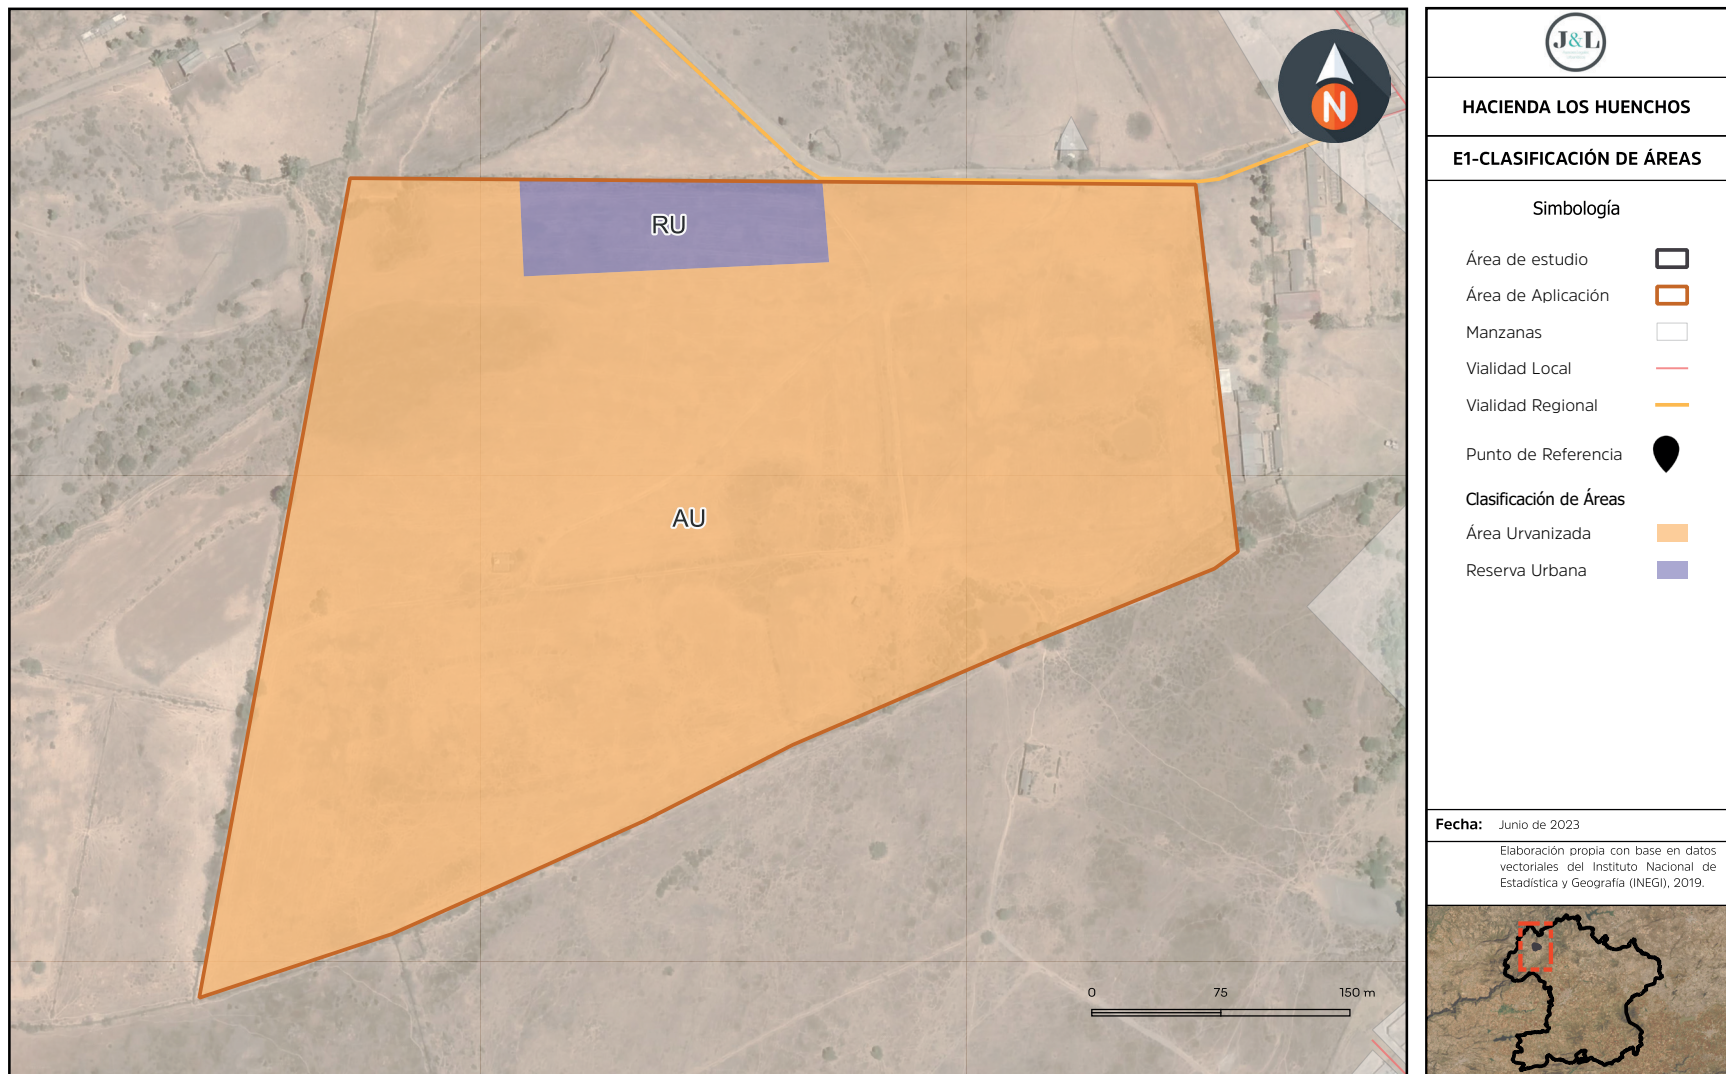 J&L
HACIENDA LOS HUENCHOS
E1-CLASIFICACIÓN DE ÁREAS
Simbología
Área de estudio
Área de Aplicación
Manzanas
Vialidad Local
Vialidad Regional
Punto de Referencia
Clasificación de Áreas
Área Urvanizada
Reserva Urbana
Fecha: Junio de 2023
Elaboración propia con base en datos
vectoriales del Instituto Nacional de
Estadística y Geografía (INEGI), 2019.
N
RU
AU
0 75 150 m